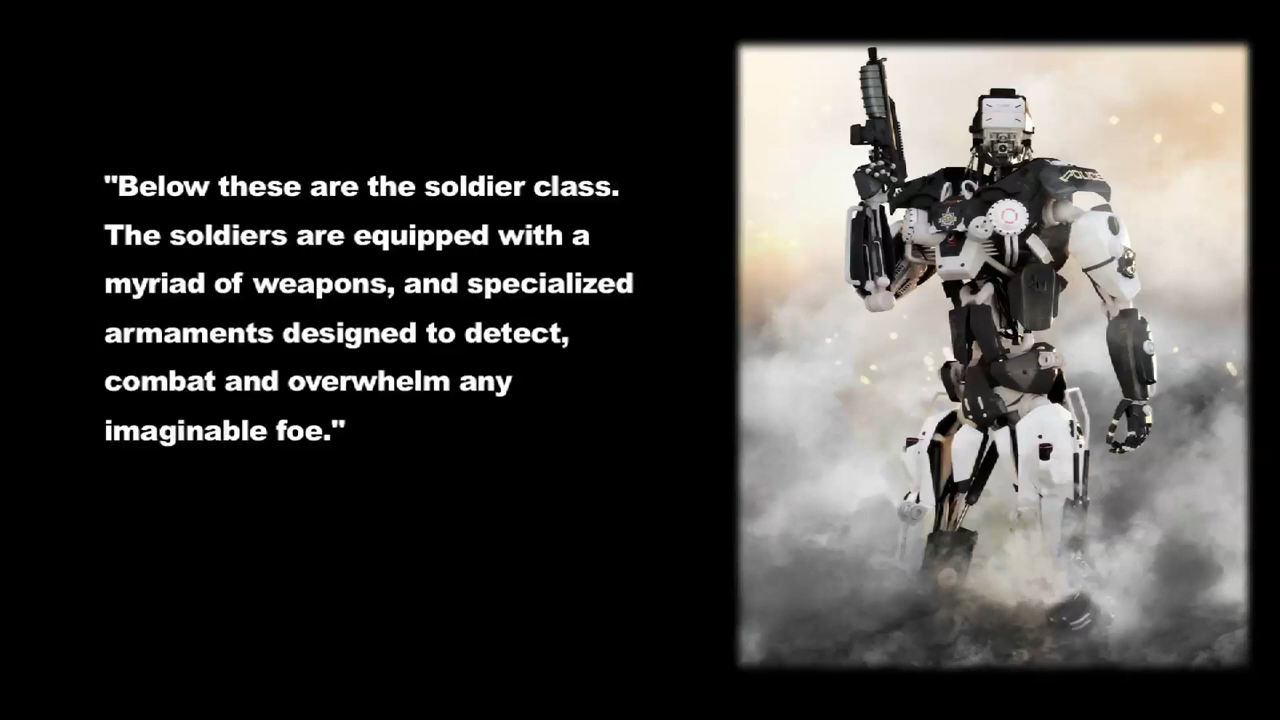 "Below these are the soldier class.
The soldiers are equipped with a
myriad of weapons, and specialized
armaments designed to detect,
combat and overwhelm any
imaginable foe."
POLICE